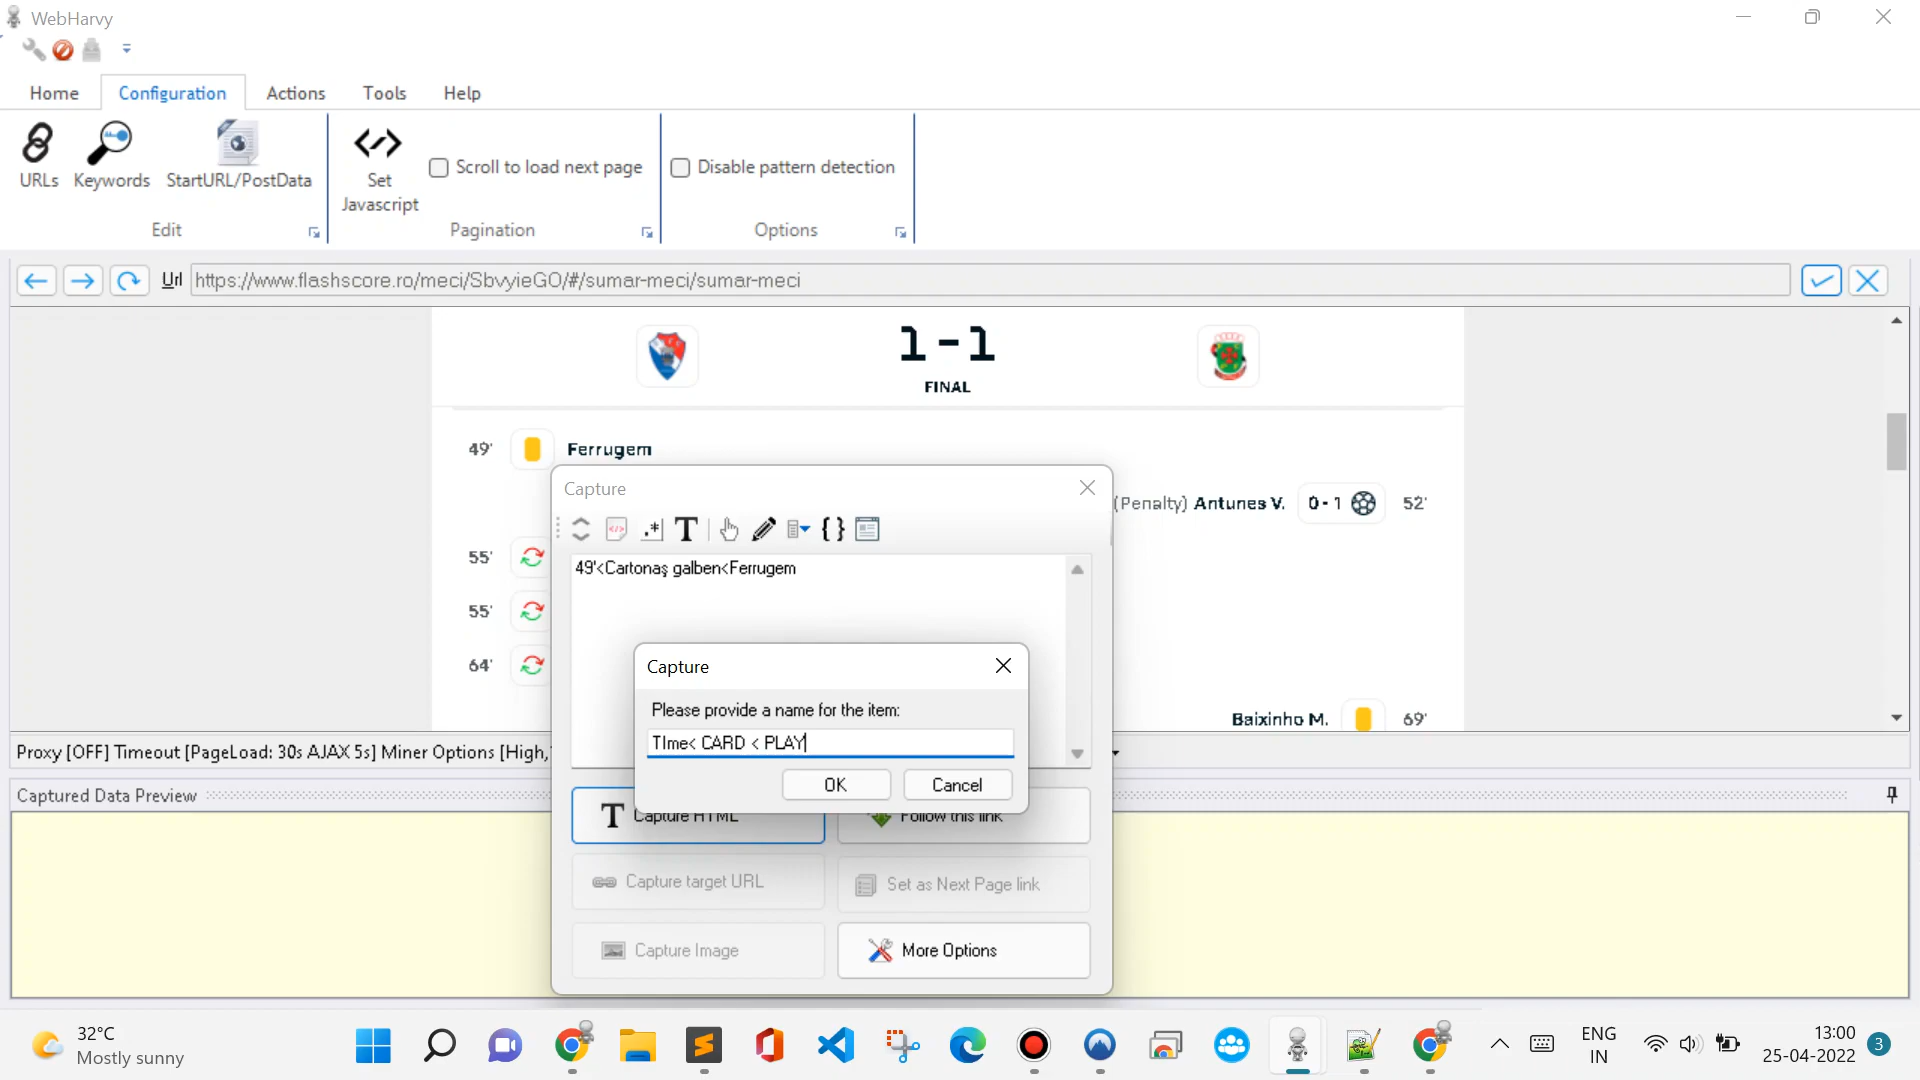 WebHarvy
Home Configuration Actions Tools Help
URLs Keywords StartURL/PostData Set Javascript
Scroll to load next page
Disable pattern detection
Edit Pagination Options
Url https://www.flashscore.ro/meci/SbvyieGO/#/sumar-meci/sumar-meci
1-1
FINAL
49' Ferrugem
(Penalty) Antunes V. 0-1 52'
55'
55'
64'
Baixinho M. 69'
Capture
.*
T
{ }
49'<Cartonaş galben<Ferrugem
Capture
Please provide a name for the item:
TIme< CARD < PLAY
OK Cancel
T Capture HTML
Follow this link
Capture target URL
Set as Next Page link
Capture Image
More Options
Proxy [OFF] Timeout [PageLoad: 30s AJAX 5s] Miner Options [High,
Captured Data Preview
32°C
Mostly sunny
ENG
IN
13:00
25-04-2022
3